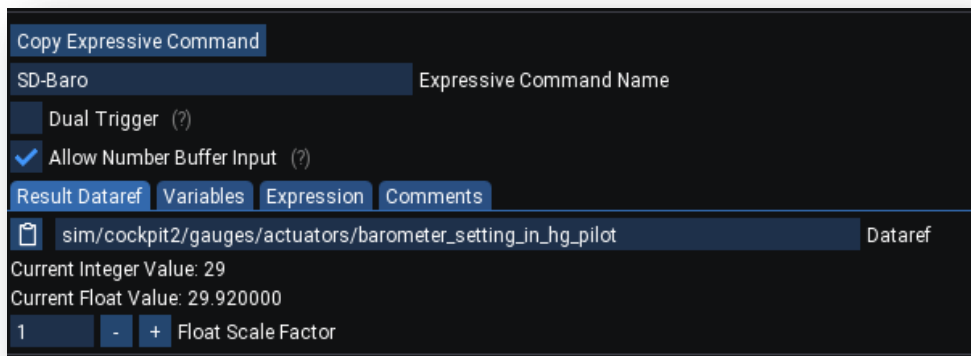 Copy Expressive Command
SD-Baro Expressive Command Name
Dual Trigger (?)
Allow Number Buffer Input (?)
Result Dataref Variables Expression Comments
sim/cockpit2/gauges/actuators/barometer_setting_in_hg_pilot Dataref
Current Integer Value: 29
Current Float Value: 29.920000
1 - + Float Scale Factor